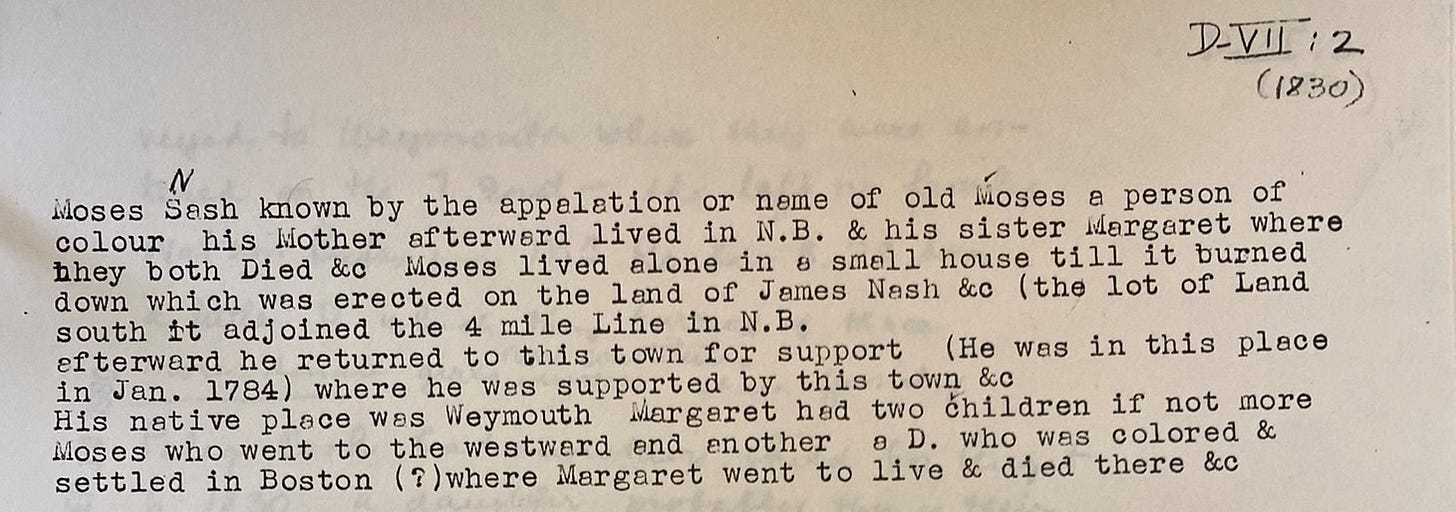 D-VII : 2
(1830)
N
Moses Sash known by the appalation or name of old Moses a person of
colour his Mother afterward lived in N.B. & his sister Margaret where
hhey both Died &c Moses lived alone in a small house till it burned
down which was erected on the land of James Nash &c (the lot of Land
south it adjoined the 4 mile Line in N.B.
afterward he returned to this town for support (He was in this place
in Jan. 1784) where he was supported by this town &c
His native place was Weymouth Margaret had two children if not more
Moses who went to the westward and another a D. who was colored &
settled in Boston (?)where Margaret went to live & died there &c